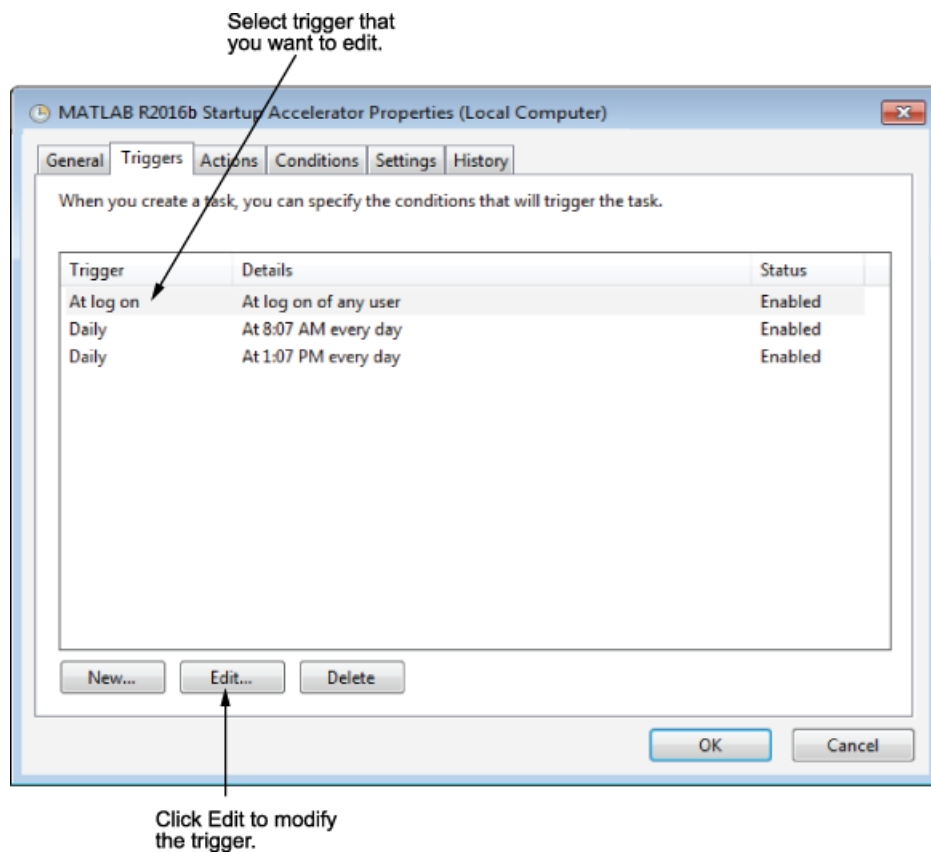 Select trigger that
you want to edit.
MATLAB R2016b Startup Accelerator Properties (Local Computer)
General Triggers Actions Conditions Settings History
When you create a task, you can specify the conditions that will trigger the task.
Trigger Details Status
At log on At log on of any user Enabled
Daily At 8:07 AM every day Enabled
Daily At 1:07 PM every day Enabled
New... Edit... Delete
OK Cancel
Click Edit to modify
the trigger.